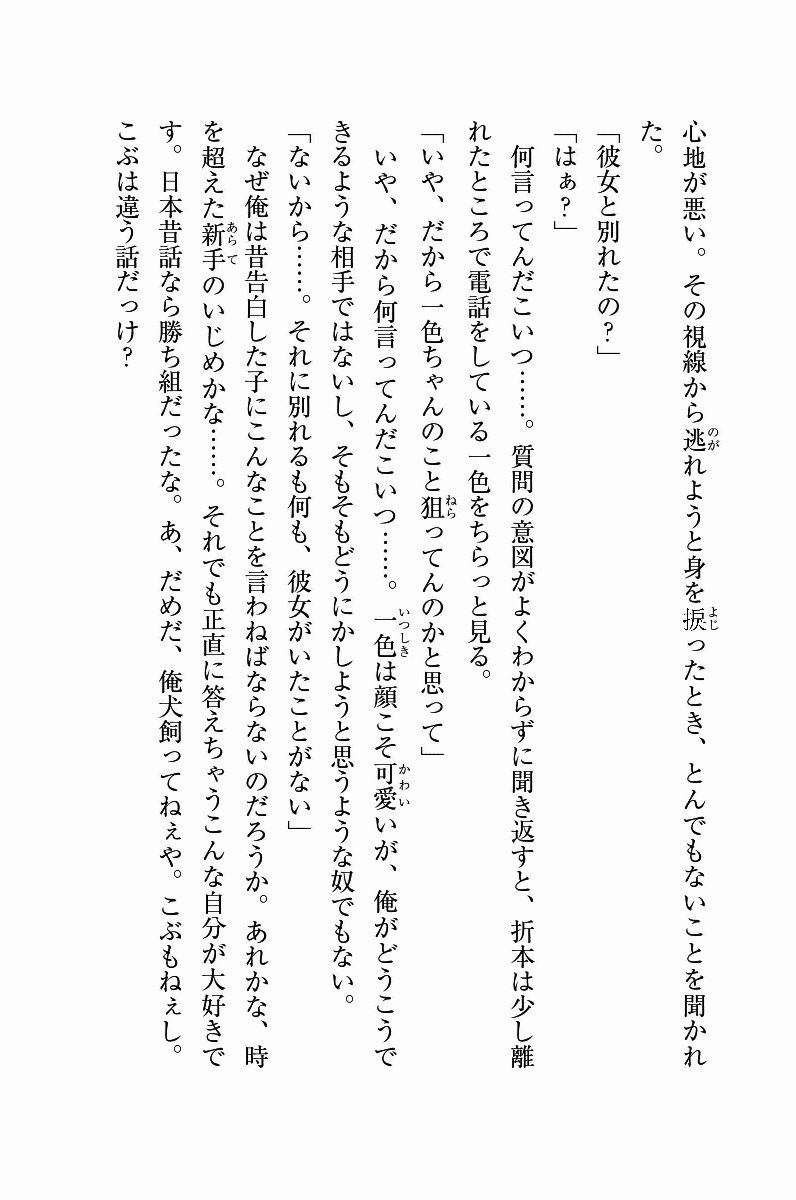 心地が悪い。その視線から逃れようと身を捩ったとき、とんでもないことを聞かれ
た。
「彼女と別れたの？」
「はぁ？」
　何言ってんだこいつ……。質問の意図がよくわからずに聞き返すと、折本は少し離
れたところで電話をしている一色をちらっと見る。
「いや、だから一色ちゃんのこと狙ってんのかと思って」
　いや、だから何言ってんだこいつ……。一色は顔こそ可愛いが、俺がどうこうで
きるような相手ではないし、そもそもどうにかしようと思うような奴でもない。
「ないから……。それに別れるも何も、彼女がいたことがない」
　なぜ俺は昔告白した子にこんなことを言わねばならないのだろうか。あれかな、時
を超えた新手のいじめかな……。それでも正直に答えちゃうこんな自分が大好きで
す。日本昔話なら勝ち組だったな。あ、だめだ、俺犬飼ってねぇや。こぶもねぇし。
こぶは違う話だっけ？